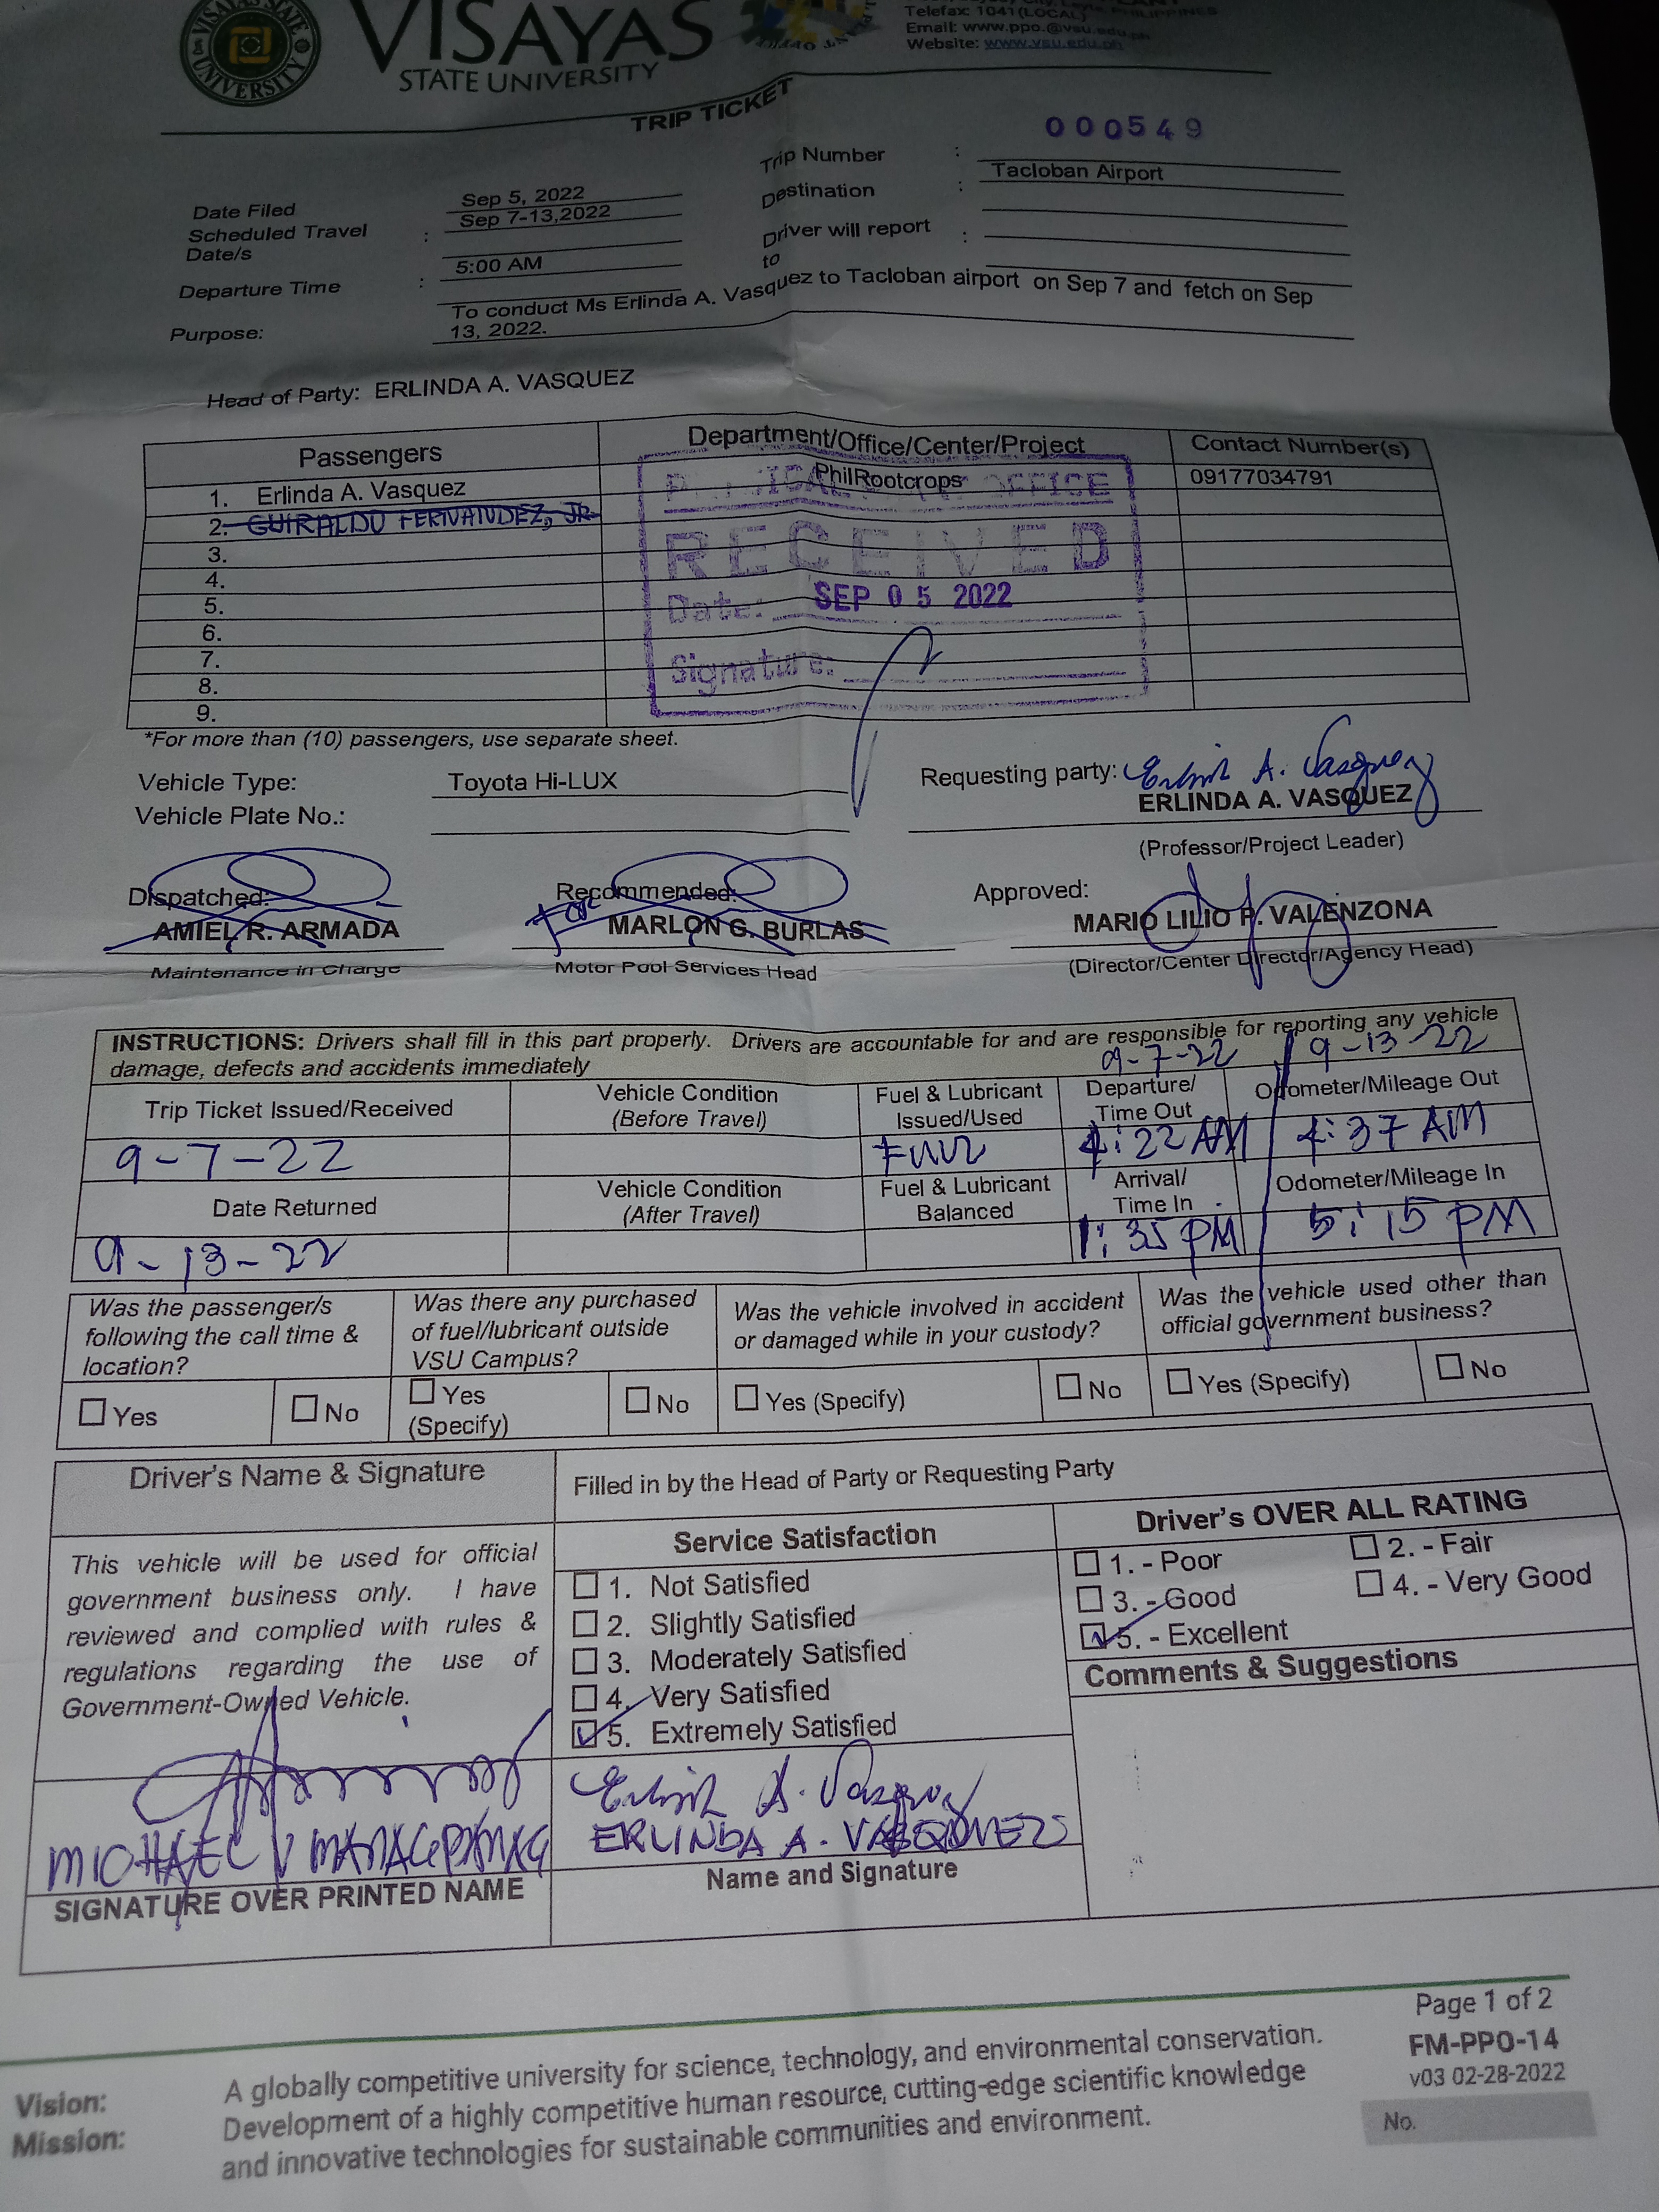 VISAYAS STATE UNIVERSITY
VISAYAS
STATE UNIVERSITY
Telefax: 1041 (LOCAL)
Email: www.ppo.@vsu.edu.ph
Website: www.vsu.edu.ph
TRIP TICKET
000549
Trip Number :
Destination : Tacloban Airport
Driver will report to :
Date Filed Sep 5, 2022
Scheduled Travel Date/s : Sep 7-13,2022
Departure Time : 5:00 AM
Purpose: To conduct Ms Erlinda A. Vasquez to Tacloban airport on Sep 7 and fetch on Sep
13, 2022.
Head of Party: ERLINDA A. VASQUEZ
Passengers Department/Office/Center/Project Contact Number(s)
1. Erlinda A. Vasquez PhilRootcrops 09177034791
2. GUIRALDO FERNANDEZ, JR.
3.
4.
5.
6.
7.
8.
9.
OFFICE
RECEIVED
Date: SEP 05 2022
Signature:
*For more than (10) passengers, use separate sheet.
Vehicle Type: Toyota Hi-LUX
Vehicle Plate No.:
Requesting party: Erlinda A. Vasquez
ERLINDA A. VASQUEZ
(Professor/Project Leader)
Dispatched: Recommended: Approved:
AMIEL R. ARMADA For MARLON G. BURLAS MARIO LILIO P. VALENZONA
Maintenance in Charge Motor Pool Services Head (Director/Center Director/Agency Head)
INSTRUCTIONS: Drivers shall fill in this part properly. Drivers are accountable for and are responsible for reporting any vehicle
damage, defects and accidents immediately
9-7-22 9-13-22
Trip Ticket Issued/Received Vehicle Condition (Before Travel) Fuel & Lubricant Issued/Used Departure/ Time Out Odometer/Mileage Out
9-7-22 4:22 AM 4:37 AM
Date Returned Vehicle Condition (After Travel) Fuel & Lubricant Balanced Arrival/ Time In Odometer/Mileage In
9-13-22 1:35 PM 5:15 PM
Was the passenger/s following the call time & location?
Was there any purchased of fuel/lubricant outside VSU Campus?
Was the vehicle involved in accident or damaged while in your custody?
Was the vehicle used other than official government business?
Yes No Yes (Specify) No Yes (Specify) No Yes (Specify) No
Driver's Name & Signature
Filled in by the Head of Party or Requesting Party
This vehicle will be used for official
government business only. I have
reviewed and complied with rules &
regulations regarding the use of
Government-Owned Vehicle.
Service Satisfaction
1. Not Satisfied
2. Slightly Satisfied
3. Moderately Satisfied
4. Very Satisfied
5. Extremely Satisfied
Driver's OVER ALL RATING
1. - Poor 2. - Fair
3. - Good 4. - Very Good
5. - Excellent
Comments & Suggestions
MICHAEL V MANAGPANAG
SIGNATURE OVER PRINTED NAME
Erlinda A. Vasquez
ERLINDA A. VASQUEZ
Name and Signature
Page 1 of 2
FM-PPO-14
v03 02-28-2022
No.
Vision: A globally competitive university for science, technology, and environmental conservation.
Mission: Development of a highly competitive human resource, cutting-edge scientific knowledge
and innovative technologies for sustainable communities and environment.